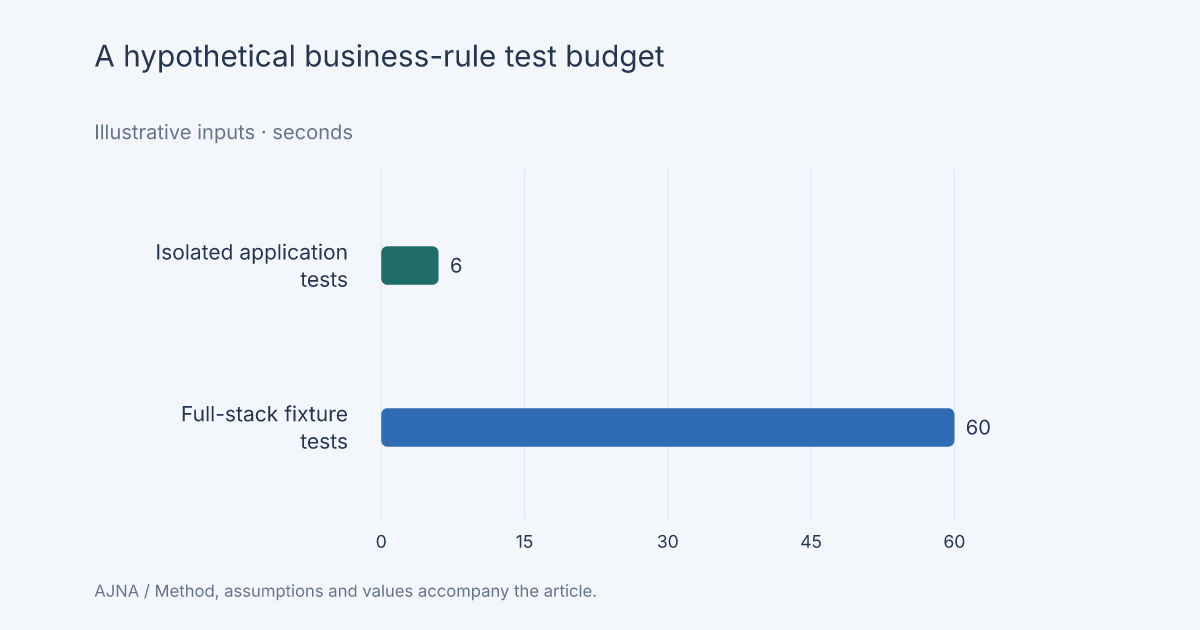 A hypothetical business-rule test budget
Illustrative inputs · seconds
Isolated application
tests
6
Full-stack fixture
tests
60
0 15 30 45 60
AJNA / Method, assumptions and values accompany the article.